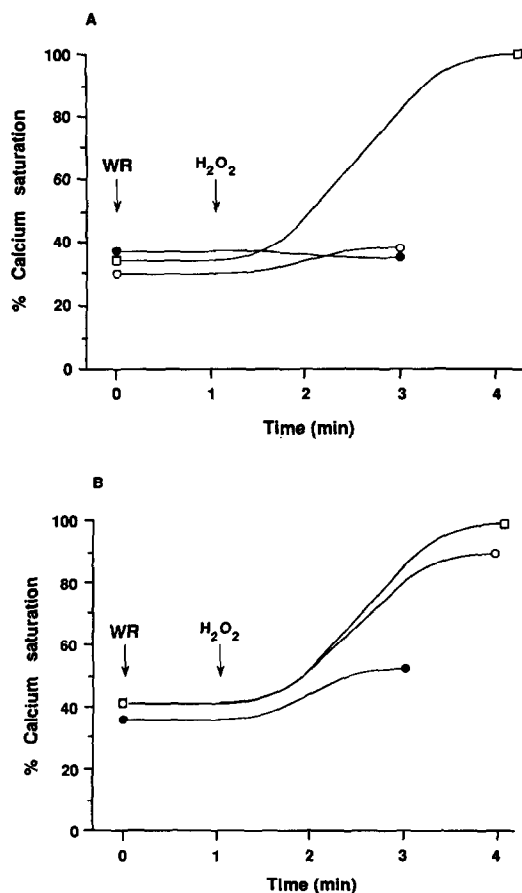 A
% Calcium saturation
100
80
60
40
20
0
WR
H₂O₂
0
1
2
3
4
Time (min)
B
% Calcium saturation
100
80
60
40
20
0
WR
H₂O₂
0
1
2
3
4
Time (min)